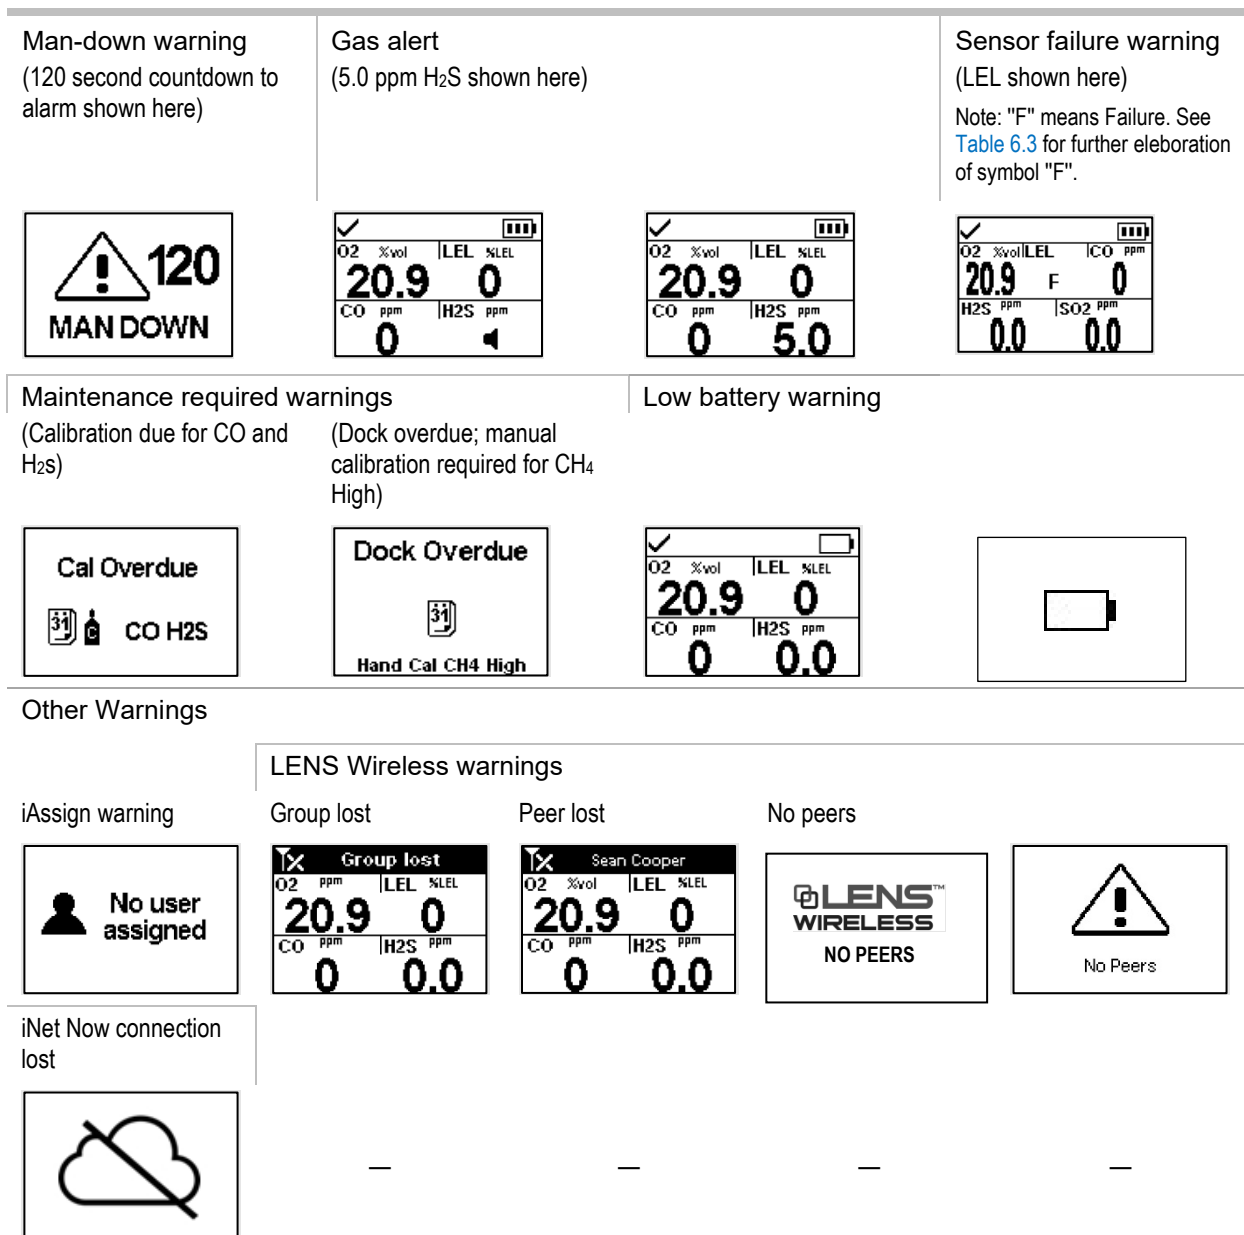 Man-down warning
(120 second countdown to
alarm shown here)
Gas alert
(5.0 ppm H2S shown here)
Sensor failure warning
(LEL shown here)
Note: "F" means Failure. See
Table 6.3 for further eleboration
of symbol "F".
120
MAN DOWN
O2 %vol LEL %LEL
20.9 0
CO ppm H2S ppm
0
O2 %vol LEL %LEL
20.9 0
CO ppm H2S ppm
0 5.0
O2 %vol LEL CO ppm
20.9 F 0
H2S ppm SO2 ppm
0.0 0.0
Maintenance required warnings
(Calibration due for CO and
H2s)
(Dock overdue; manual
calibration required for CH4
High)
Low battery warning
Cal Overdue
31 C CO H2S
Dock Overdue
31
Hand Cal CH4 High
O2 %vol LEL %LEL
20.9 0
CO ppm H2S ppm
0 0.0
Other Warnings
LENS Wireless warnings
iAssign warning
Group lost
Peer lost
No peers
No user
assigned
Group lost
O2 ppm LEL %LEL
20.9 0
CO ppm H2S ppm
0 0.0
Sean Cooper
O2 %vol LEL %LEL
20.9 0
CO ppm H2S ppm
0 0.0
LENS™
WIRELESS
NO PEERS
No Peers
iNet Now connection
lost
— — — —